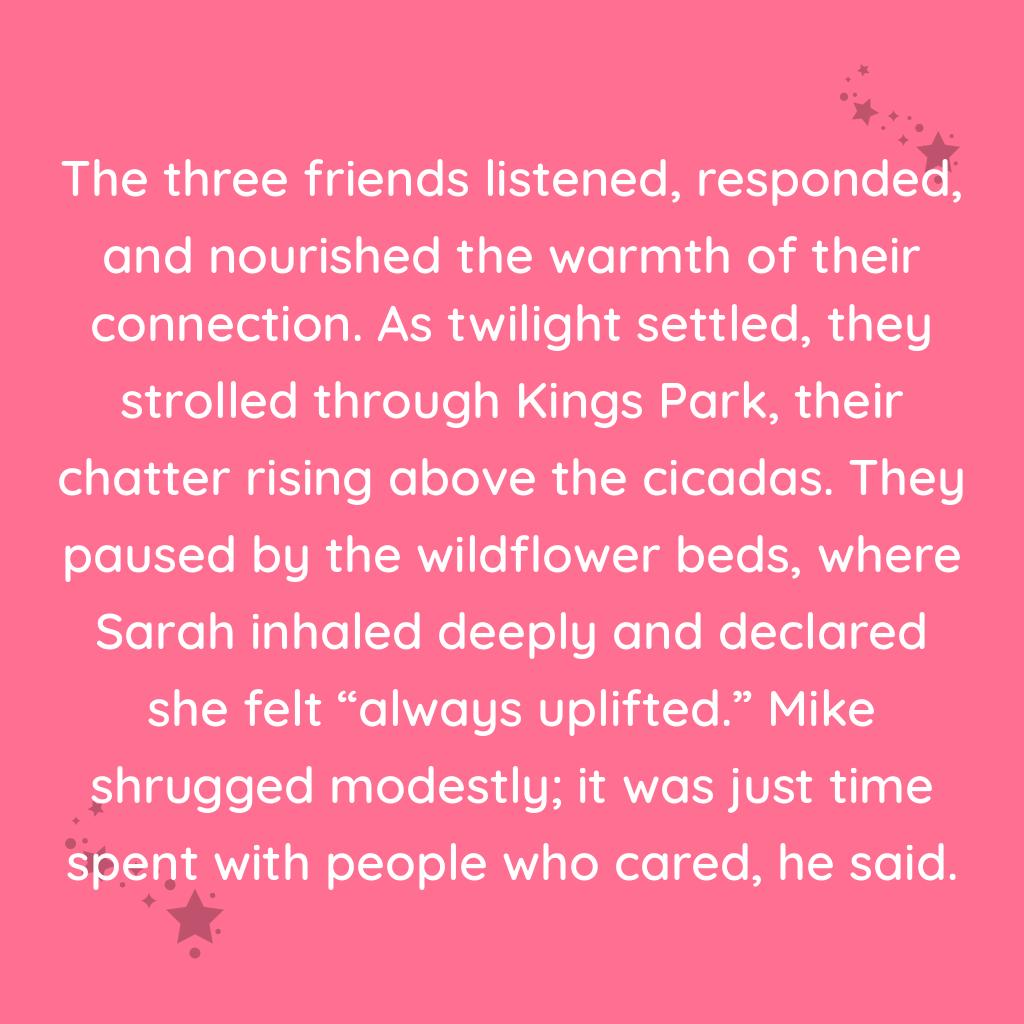 The three friends listened, responded,
and nourished the warmth of their
connection. As twilight settled, they
strolled through Kings Park, their
chatter rising above the cicadas. They
paused by the wildflower beds, where
Sarah inhaled deeply and declared
she felt “always uplifted.” Mike
shrugged modestly; it was just time
spent with people who cared, he said.